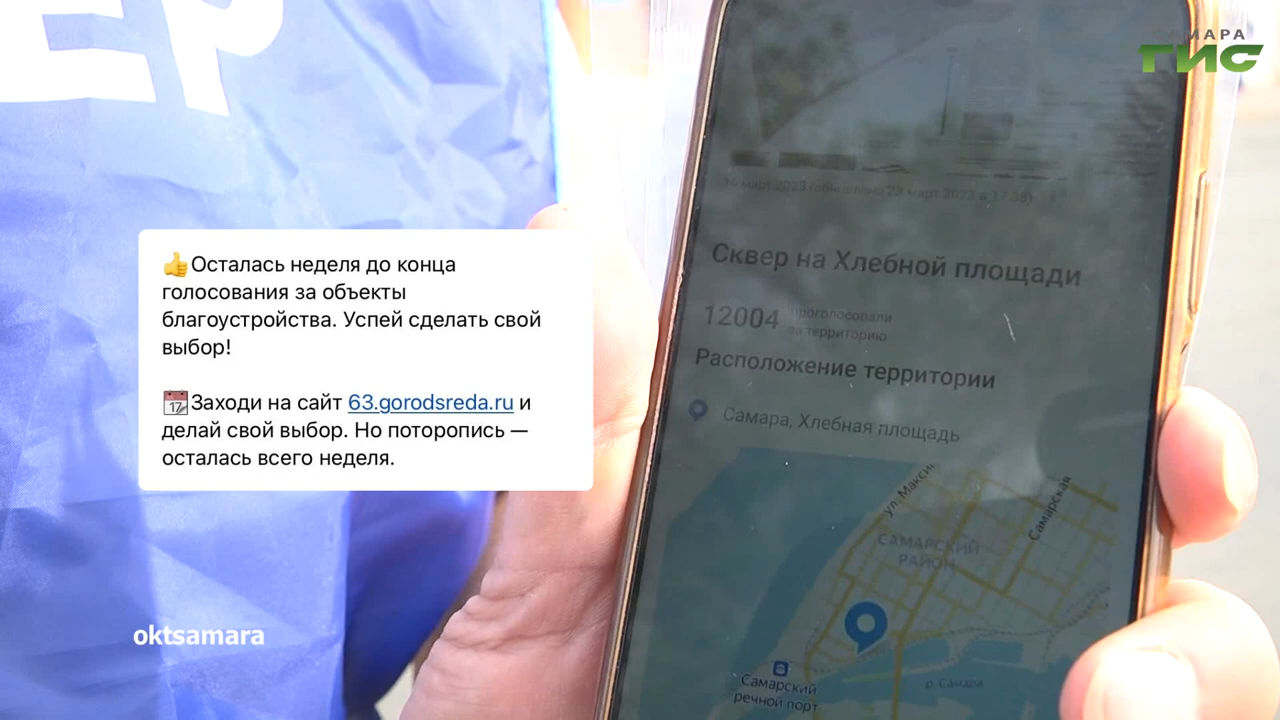 ЕР
САМАРА
ГИС
👍Осталась неделя до конца
голосования за объекты
благоустройства. Успей сделать свой
выбор!
📆Заходи на сайт 63.gorodsreda.ru и
делай свой выбор. Но поторопись —
осталась всего неделя.
oktsamara
Сквер на Хлебной площади
12004 проголосовали
за территорию
Расположение территории
Самара, Хлебная площадь
ул. Макси
Самарская
САМАРСКИЙ
РАЙОН
Самарский
речной порт
р. Самара